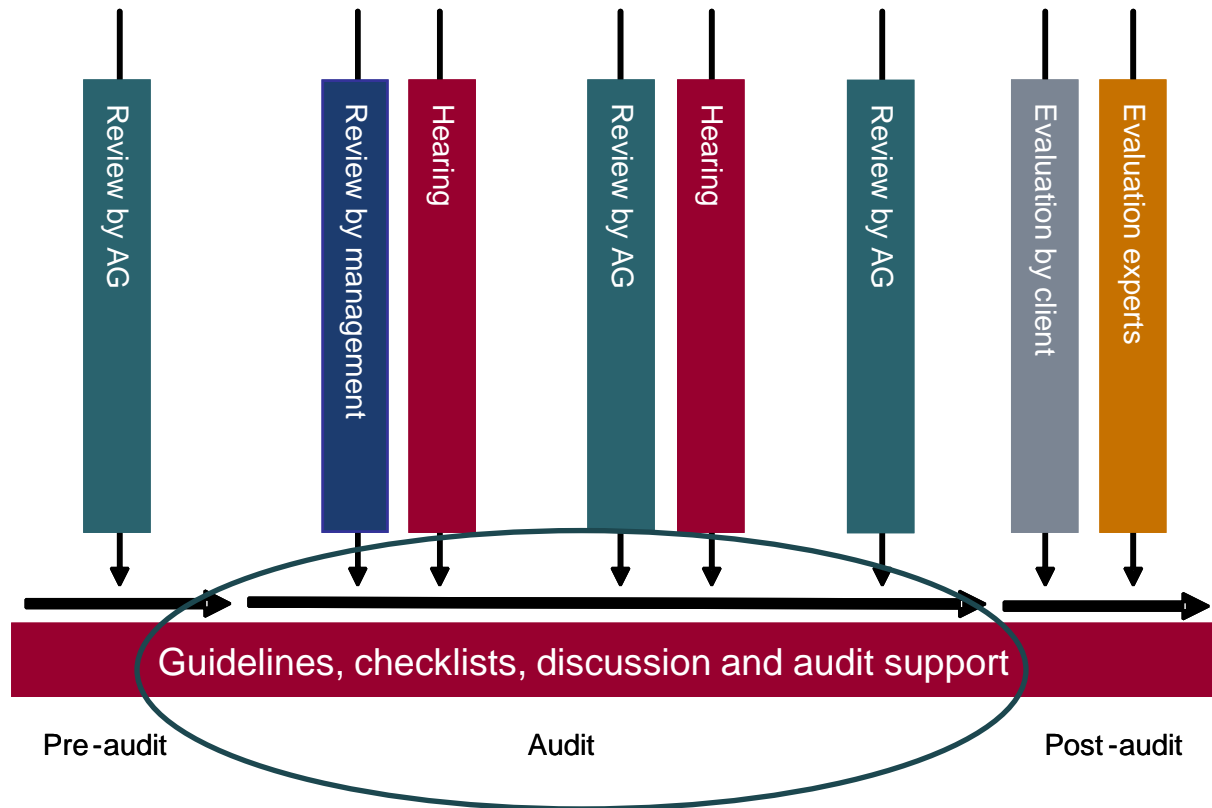 Review by AG
Review by management
Hearing
Review by AG
Hearing
Review by AG
Evaluation by client
Evaluation experts
Guidelines, checklists, discussion and audit support
Pre-audit
Audit
Post-audit